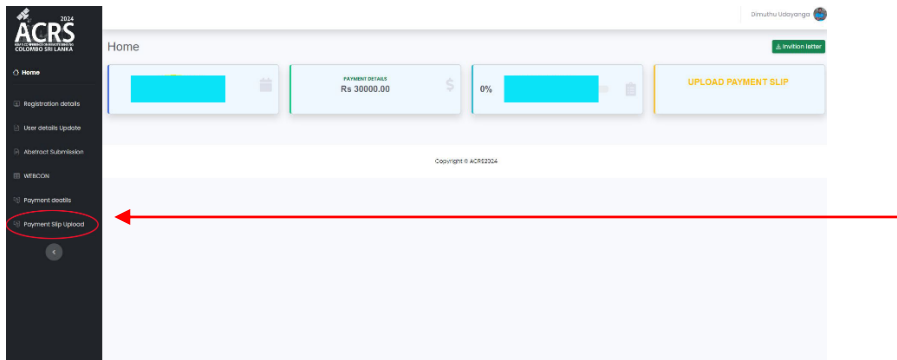 Dimuthu Udayanga
2024
ACRS
COLOMBO SRI LANKA
Home
Invition letter
Home
PAYMENT DETAILS
Rs 30000.00
0%
UPLOAD PAYMENT SLIP
Registration details
User details Update
Abstract Submission
WEBCON
Payment deatils
Payment Slip Upload
Copyright © ACRS2024